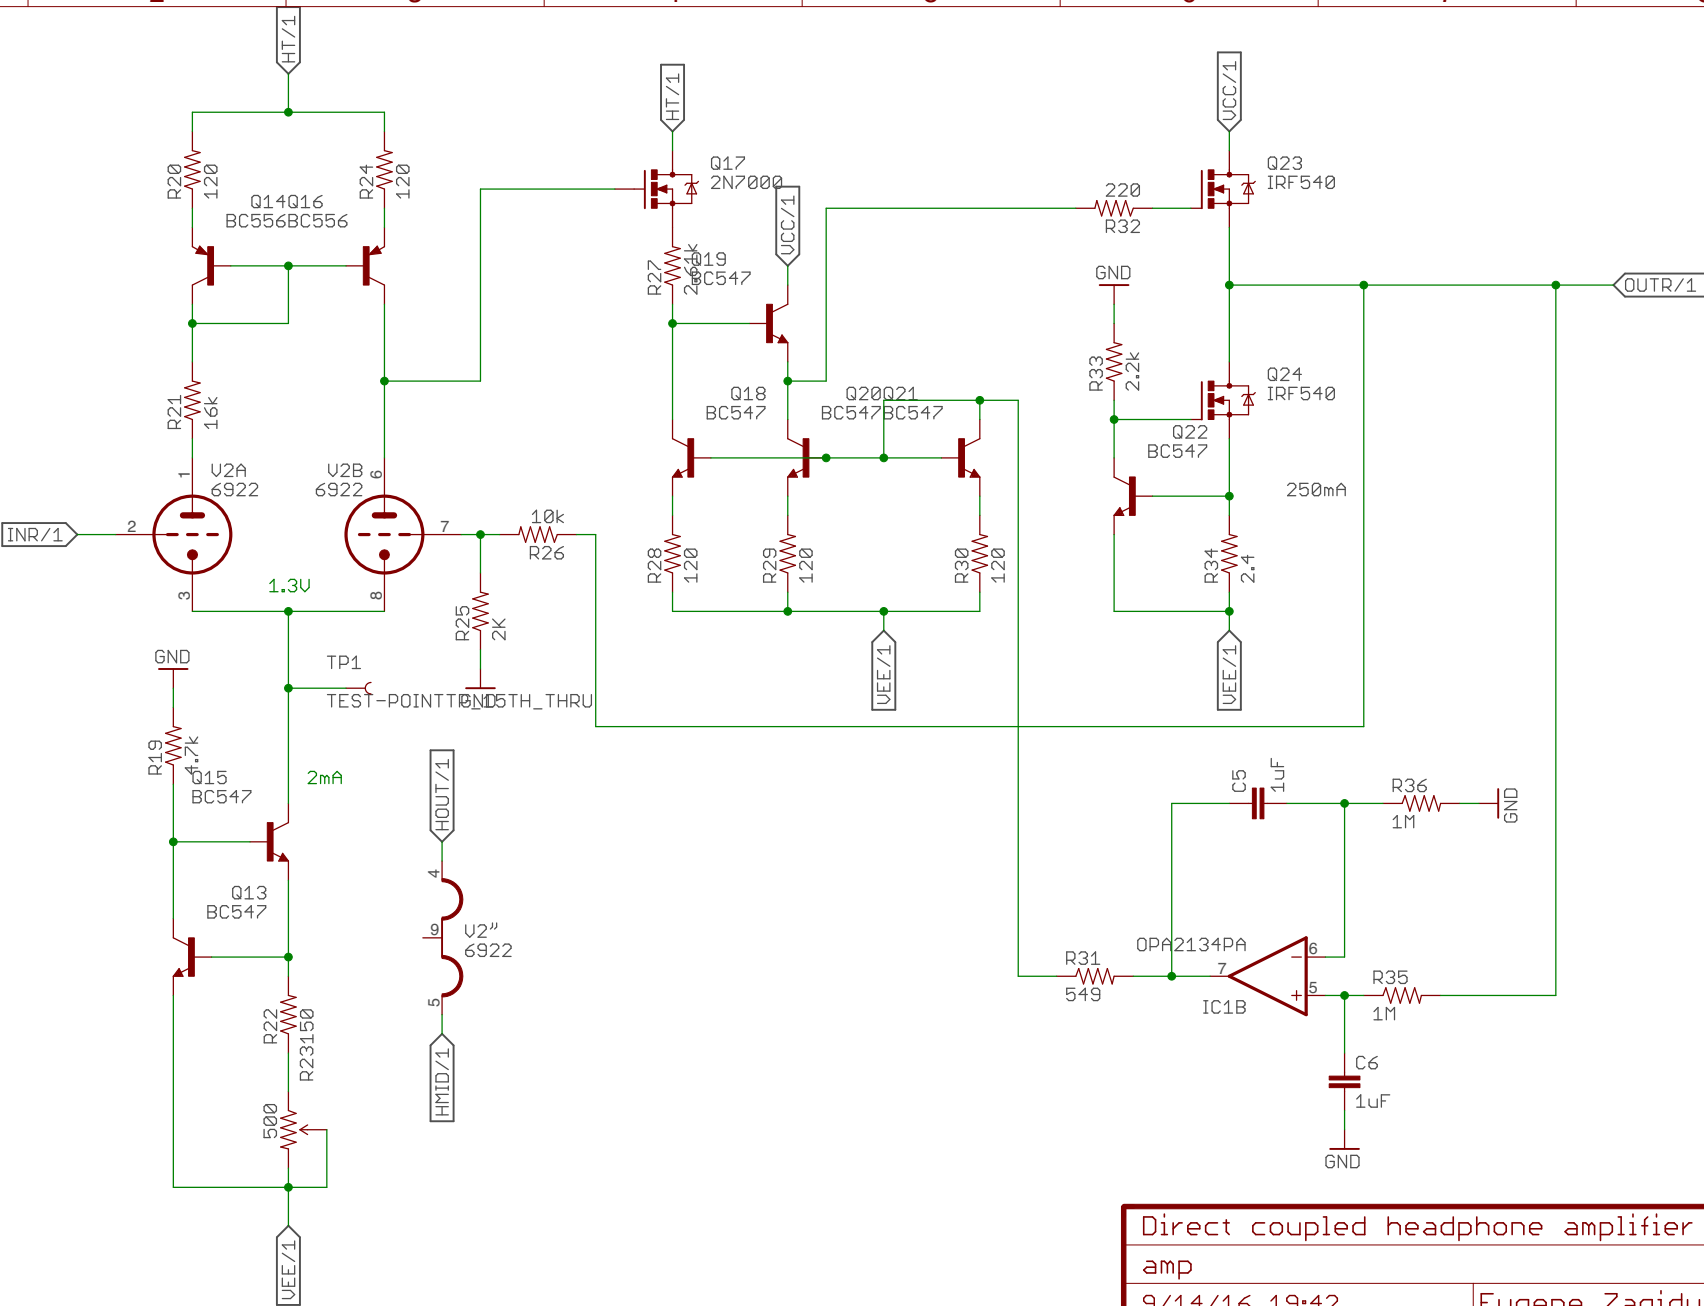 HT/1
HT/1
VCC/1
R20
120
R24
120
Q14Q16
BC556BC556
Q17
2N7000
VCC/1
R27
Q19
BC547
220
R32
Q23
IRF540
GND
OUTR/1
R33
2.2k
Q24
IRF540
R21
16k
Q18
BC547
Q20Q21
BC547BC547
Q22
BC547
250mA
1
V2A
6922
V2B
6922
6
INR/1
2
7
10k
R26
3
8
1.3V
R25
2K
R28
120
R29
120
R30
120
R34
2.4
GND
TP1
VEE/1
VEE/1
R19
4.7k
Q15
BC547
2mA
HOUT/1
C5
1uF
R36
1M
GND
Q13
BC547
4
9
V2"
6922
5
HMID/1
R22
R23150
500
OPA2134PA
R31
549
7
6
5
IC1B
R35
1M
C6
1uF
GND
VEE/1
Direct coupled headphone amplifier
amp
9/14/16 19:42